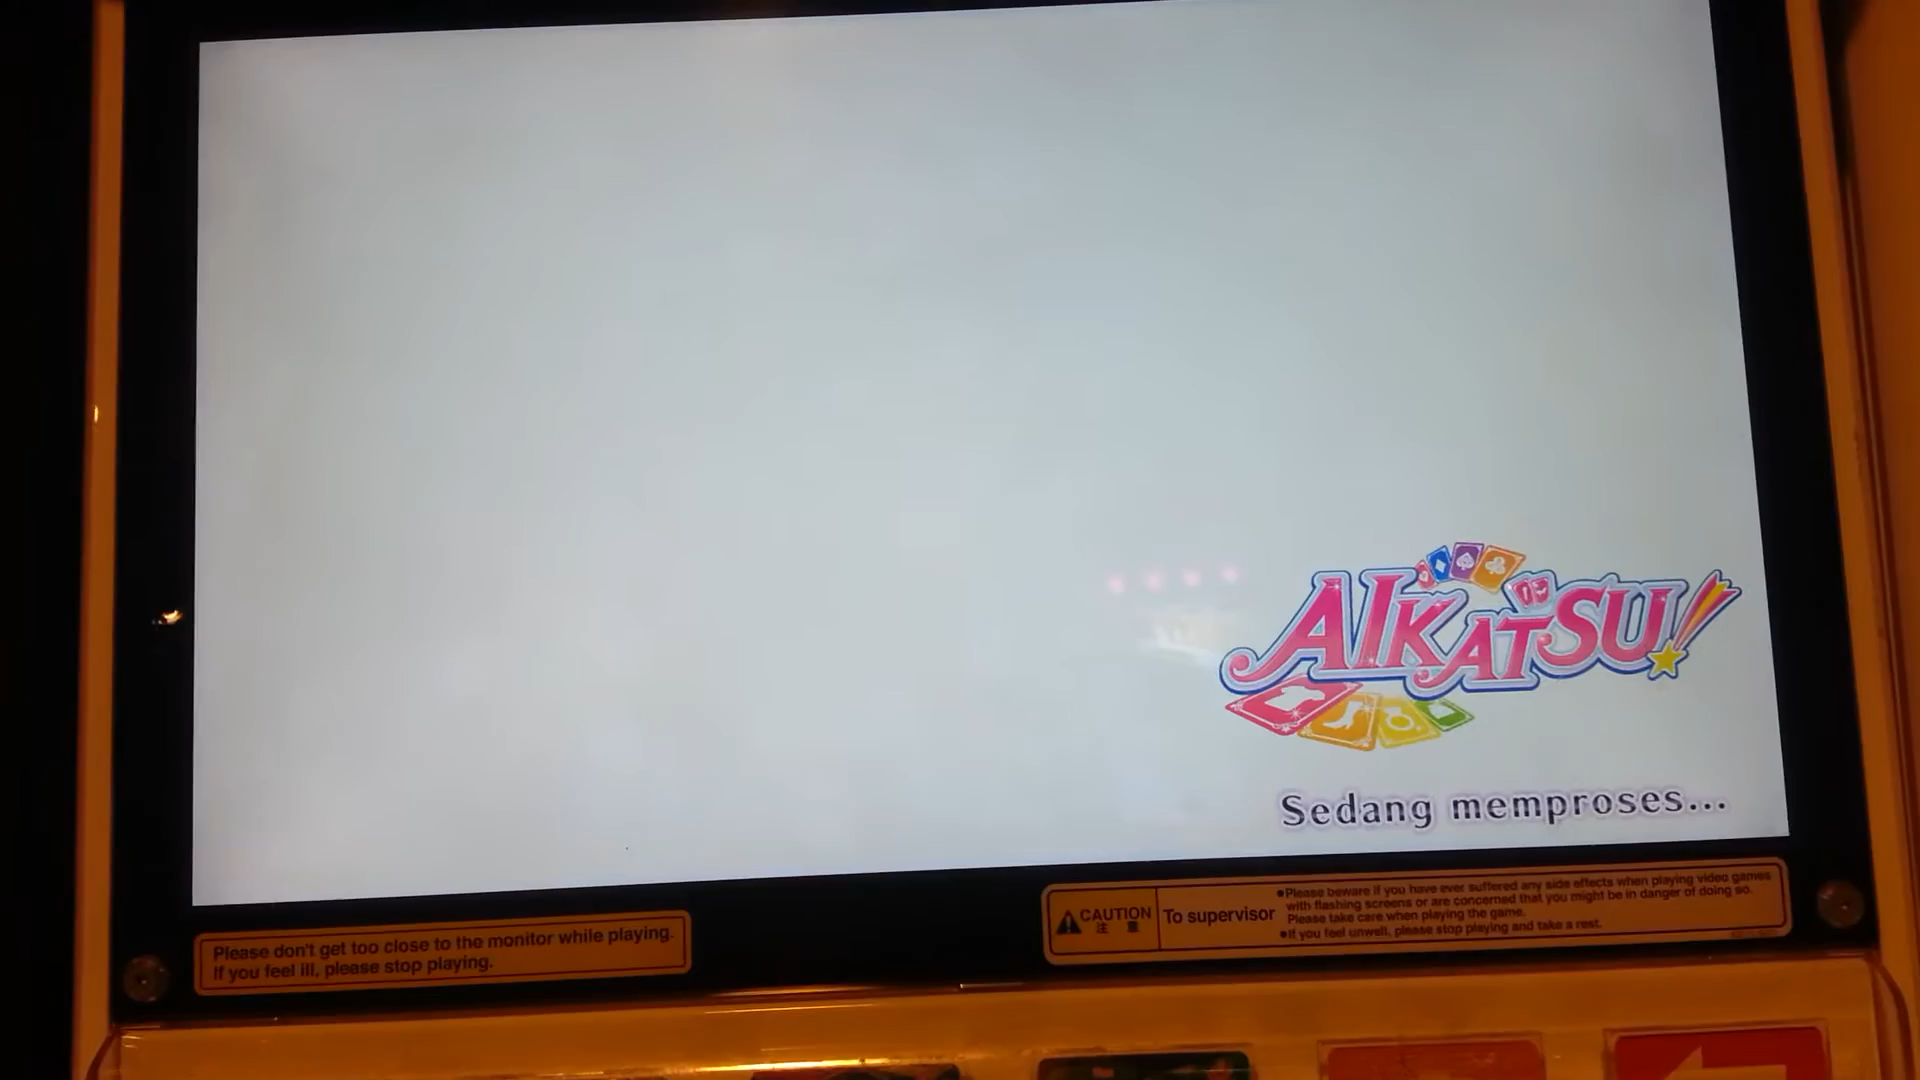 AIKATSU!
Sedang memproses...
Please don't get too close to the monitor while playing.
If you feel ill, please stop playing.
CAUTION
注 意
To supervisor
●Please beware if you have ever suffered any side effects when playing video games
with flashing screens or are concerned that you might be in danger of doing so.
Please take care when playing the game.
●If you feel unwell, please stop playing and take a rest.